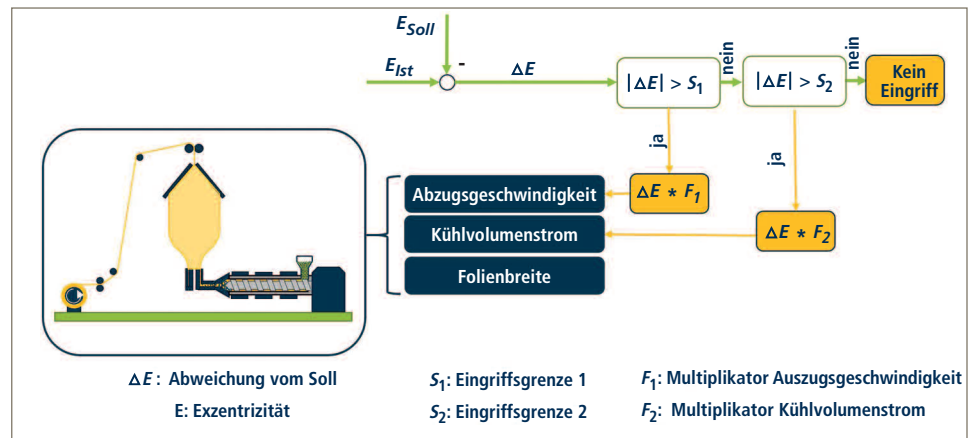 E_Soll
E_Ist
-
ΔE
|ΔE| > S₁
nein
|ΔE| > S₂
nein
Kein
Eingriff
ja
ja
Abzugsgeschwindigkeit
ΔE * F₁
Kühlvolumenstrom
ΔE * F₂
Folienbreite
ΔE : Abweichung vom Soll
S₁: Eingriffsgrenze 1
F₁: Multiplikator Auszugsgeschwindigkeit
E: Exzentrizität
S₂: Eingriffsgrenze 2
F₂: Multiplikator Kühlvolumenstrom